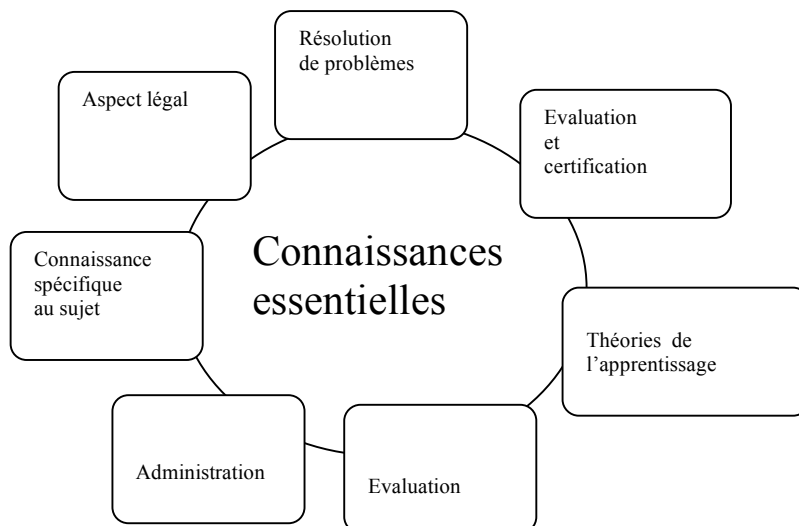 Résolution
de problèmes
Aspect légal
Evaluation
et
certification
Connaissances
essentielles
Connaissance
spécifique
au sujet
Théories de
l’apprentissage
Administration
Evaluation